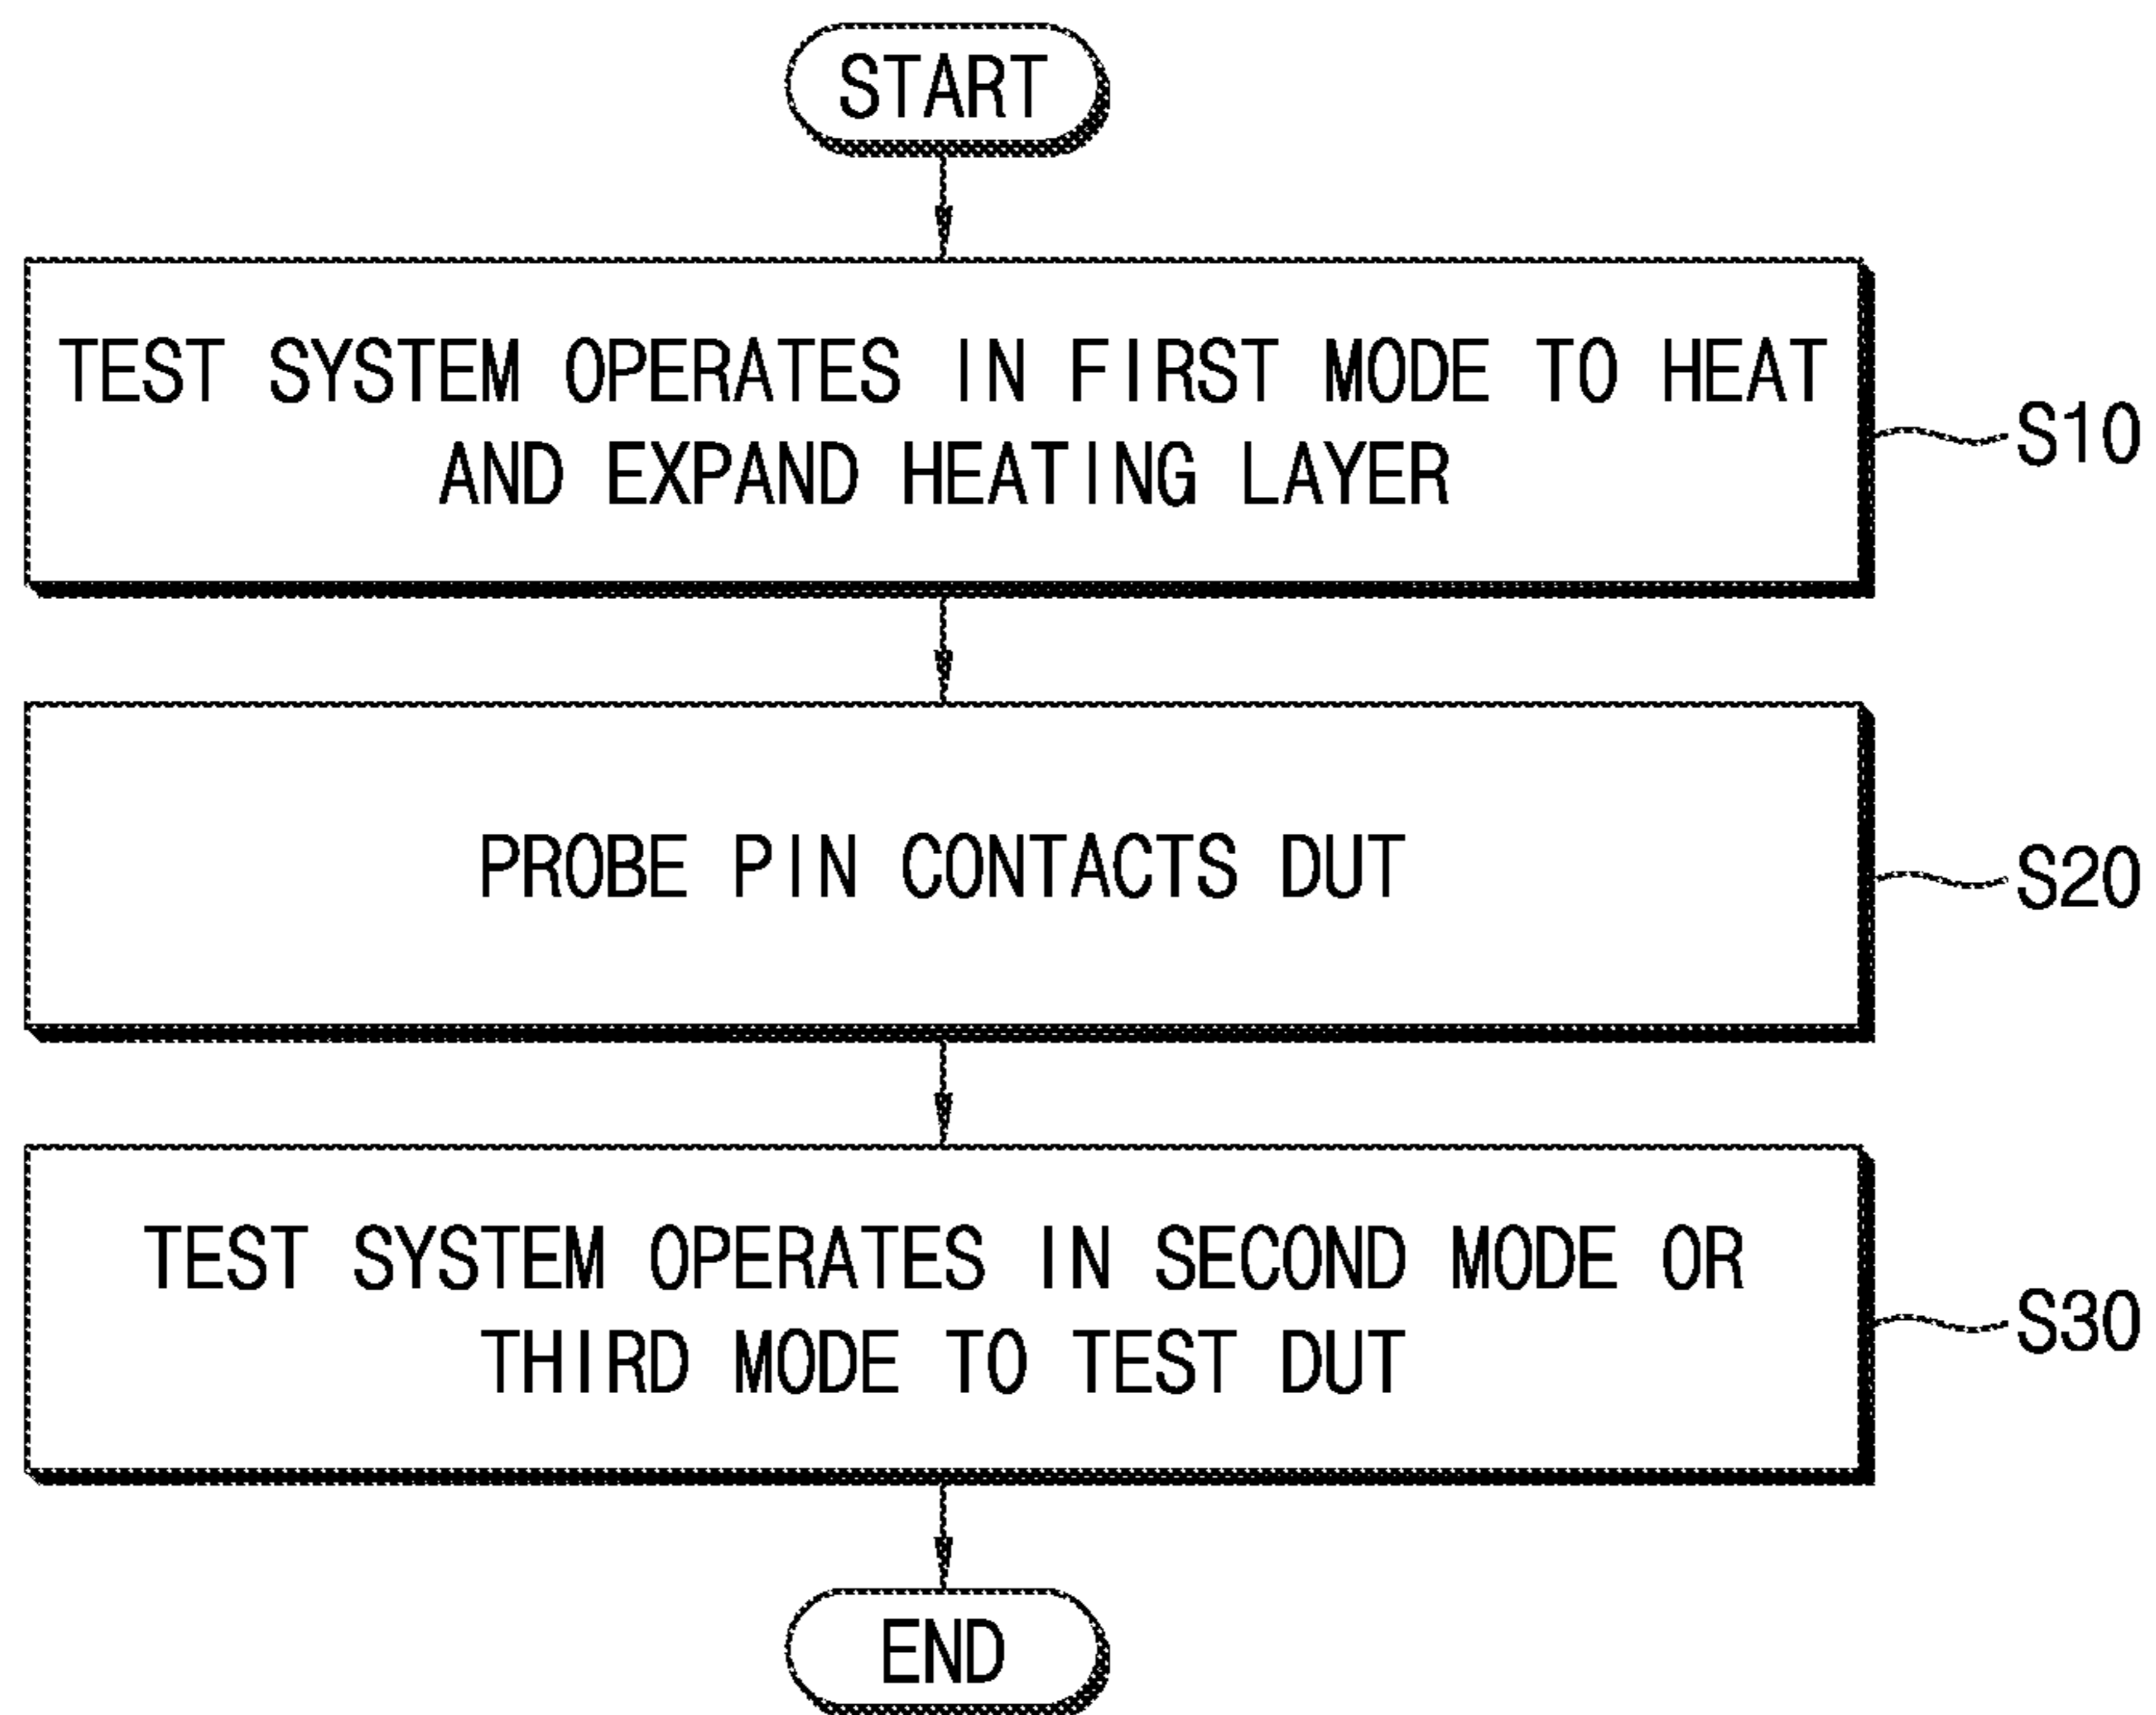 START
TEST SYSTEM OPERATES IN FIRST MODE TO HEAT
AND EXPAND HEATING LAYER
S10
PROBE PIN CONTACTS DUT
S20
TEST SYSTEM OPERATES IN SECOND MODE OR
THIRD MODE TO TEST DUT
S30
END